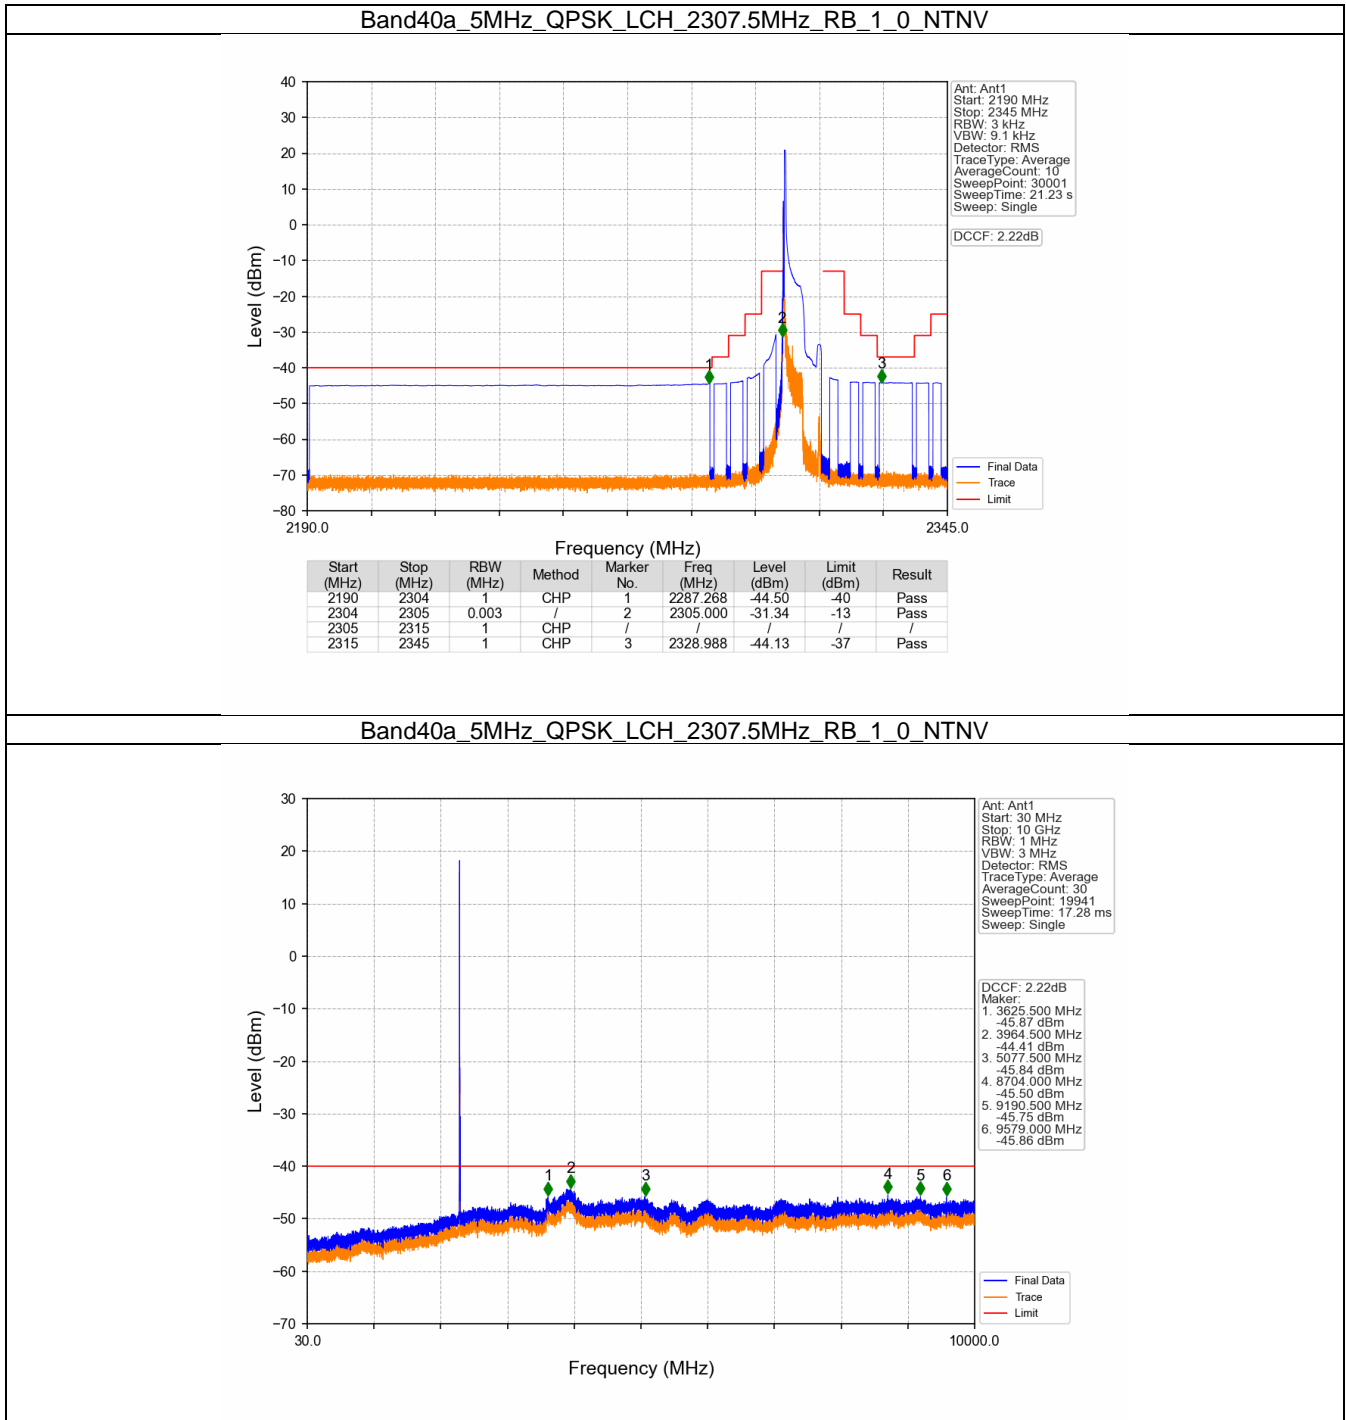 Band40a_5MHz_QPSK_LCH_2307.5MHz_RB_1_0_NTNV
40
30
20
10
0
−10
−20
−30
−40
−50
−60
−70
−80
Level (dBm)
1
2
3
2190.0
2345.0
Frequency (MHz)
Ant: Ant1
Start: 2190 MHz
Stop: 2345 MHz
RBW: 3 kHz
VBW: 9.1 kHz
Detector: RMS
TraceType: Average
AverageCount: 10
SweepPoint: 30001
SweepTime: 21.23 s
Sweep: Single
DCCF: 2.22dB
Final Data
Trace
Limit
Start (MHz) Stop (MHz) RBW (MHz) Method Marker No. Freq (MHz) Level (dBm) Limit (dBm) Result
2190 2304 1 CHP 1 2287.268 -44.50 -40 Pass
2304 2305 0.003 / 2 2305.000 -31.34 -13 Pass
2305 2315 1 CHP / / / / /
2315 2345 1 CHP 3 2328.988 -44.13 -37 Pass
Band40a_5MHz_QPSK_LCH_2307.5MHz_RB_1_0_NTNV
30
20
10
0
−10
−20
−30
−40
−50
−60
−70
Level (dBm)
1
2
3
4
5
6
30.0
10000.0
Frequency (MHz)
Ant: Ant1
Start: 30 MHz
Stop: 10 GHz
RBW: 1 MHz
VBW: 3 MHz
Detector: RMS
TraceType: Average
AverageCount: 30
SweepPoint: 19941
SweepTime: 17.28 ms
Sweep: Single
DCCF: 2.22dB
Maker:
1. 3625.500 MHz
-45.87 dBm
2. 3964.500 MHz
-44.41 dBm
3. 5077.500 MHz
-45.84 dBm
4. 8704.000 MHz
-45.50 dBm
5. 9190.500 MHz
-45.75 dBm
6. 9579.000 MHz
-45.86 dBm
Final Data
Trace
Limit